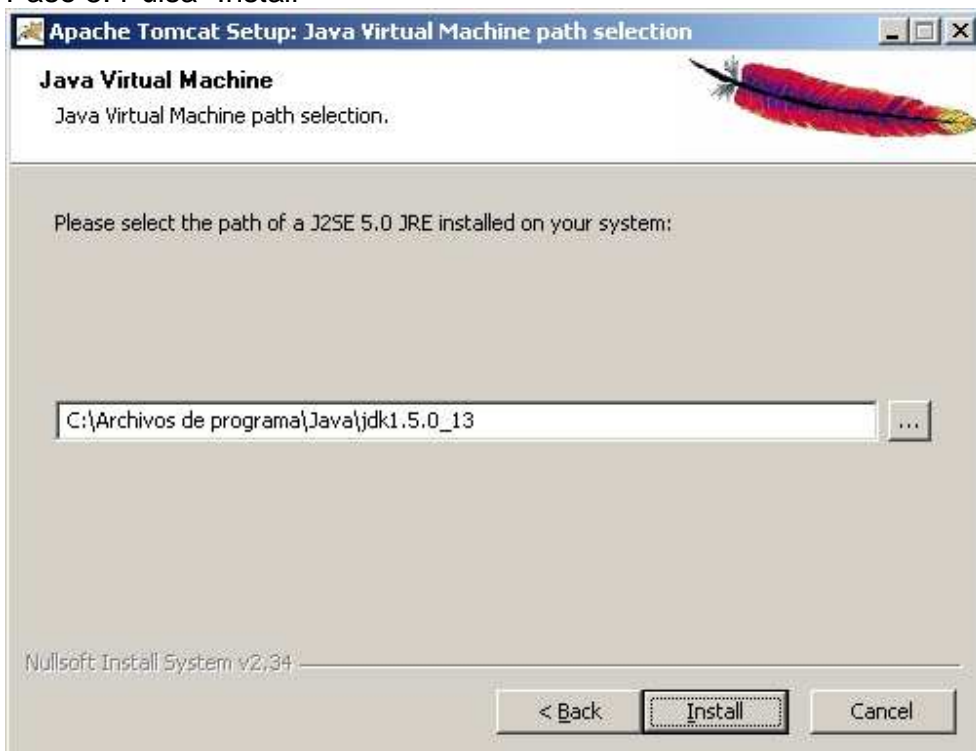 Apache Tomcat Setup: Java Virtual Machine path selection
Java Virtual Machine
Java Virtual Machine path selection.
Please select the path of a J2SE 5.0 JRE installed on your system:
C:\Archivos de programa\Java\jdk1.5.0_13
...
Nullsoft Install System v2.34
< Back
Install
Cancel